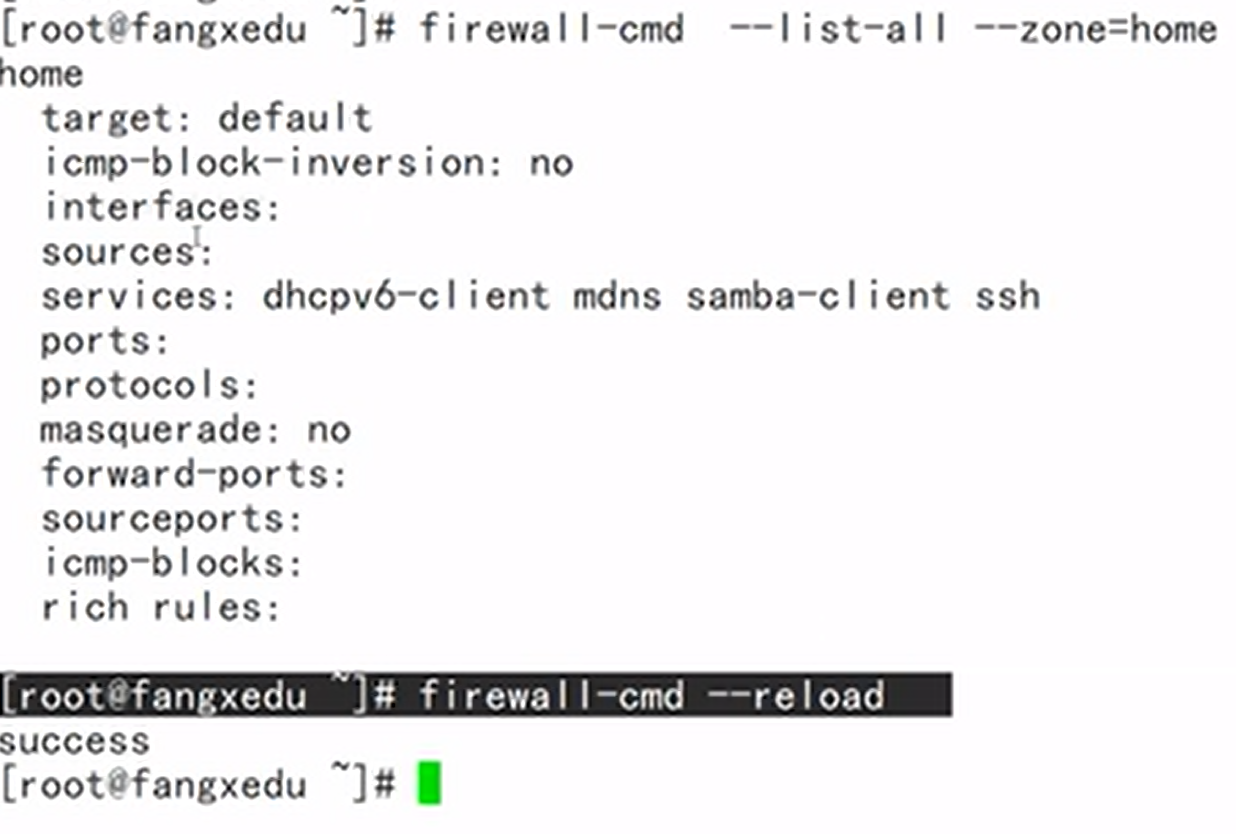 [root@fangxedu ~]# firewall-cmd  --list-all --zone=home
home
  target: default
  icmp-block-inversion: no
  interfaces:
  sources:
  services: dhcpv6-client mdns samba-client ssh
  ports:
  protocols:
  masquerade: no
  forward-ports:
  sourceports:
  icmp-blocks:
  rich rules:
[root@fangxedu ~]# firewall-cmd --reload
success
[root@fangxedu ~]#